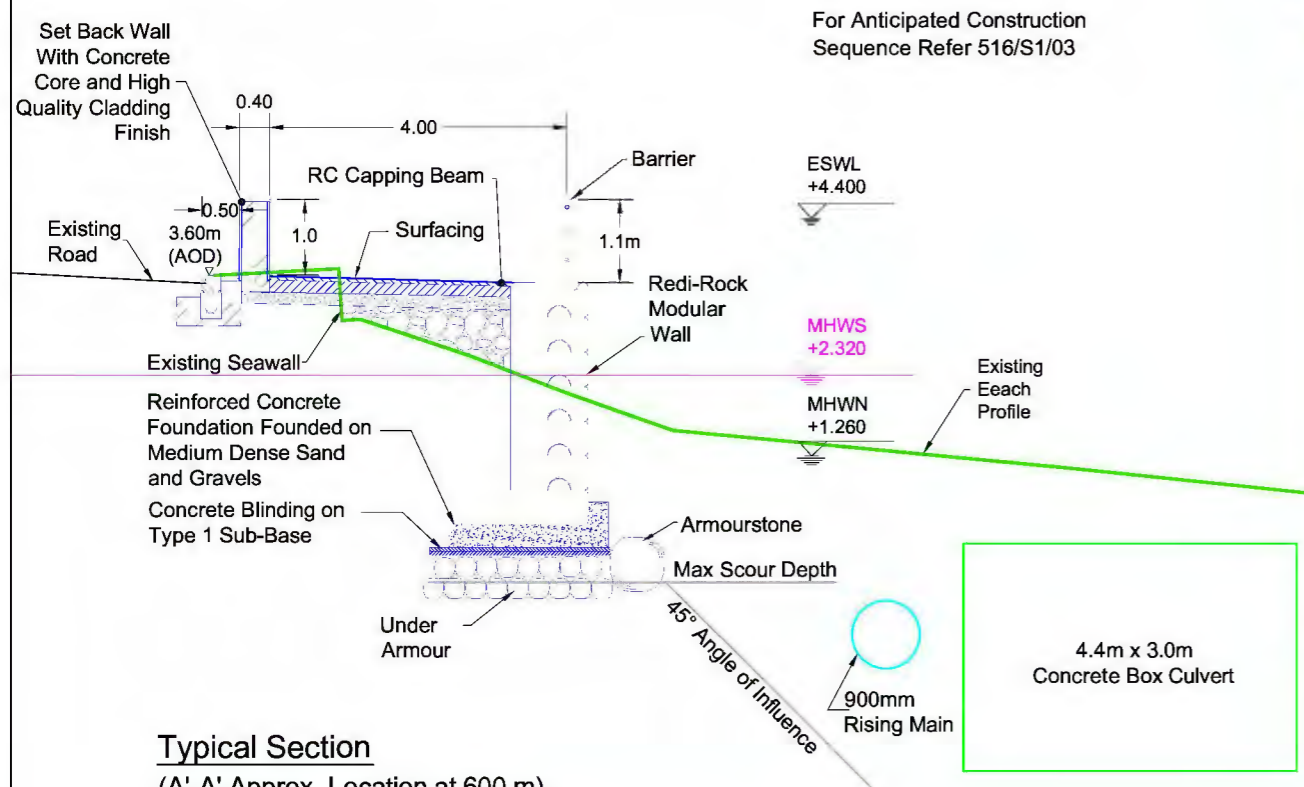 For Anticipated Construction
Sequence Refer 516/S1/03
Set Back Wall
With Concrete
Core and High
Quality Cladding
Finish
0.40
4.00
Barrier
RC Capping Beam
ESWL
+4.400
0.50
Existing
Road
3.60m
(AOD)
1.0
Surfacing
1.1m
Redi-Rock
Modular
Wall
MHWS
+2.320
Existing Seawall
Existing
Eeach
Profile
MHWN
+1.260
Reinforced Concrete
Foundation Founded on
Medium Dense Sand
and Gravels
Concrete Blinding on
Type 1 Sub-Base
Armourstone
Max Scour Depth
Under
Armour
45° Angle of Influence
900mm
Rising Main
4.4m x 3.0m
Concrete Box Culvert
Typical Section
(A'-A' Approx. Location at 600 m)